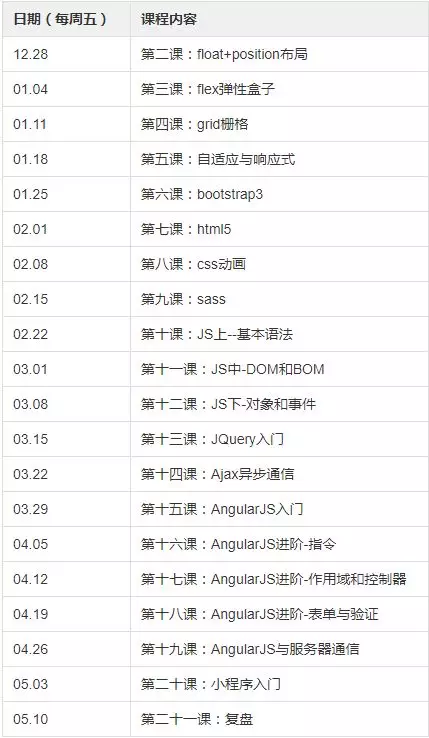 日期（每周五） 课程内容
12.28 第二课：float+position布局
01.04 第三课：flex弹性盒子
01.11 第四课：grid栅格
01.18 第五课：自适应与响应式
01.25 第六课：bootstrap3
02.01 第七课：html5
02.08 第八课：css动画
02.15 第九课：sass
02.22 第十课：JS上--基本语法
03.01 第十一课：JS中-DOM和BOM
03.08 第十二课：JS下-对象和事件
03.15 第十三课：JQuery入门
03.22 第十四课：Ajax异步通信
03.29 第十五课：AngularJS入门
04.05 第十六课：AngularJS进阶-指令
04.12 第十七课：AngularJS进阶-作用域和控制器
04.19 第十八课：AngularJS进阶-表单与验证
04.26 第十九课：AngularJS与服务器通信
05.03 第二十课：小程序入门
05.10 第二十一课：复盘